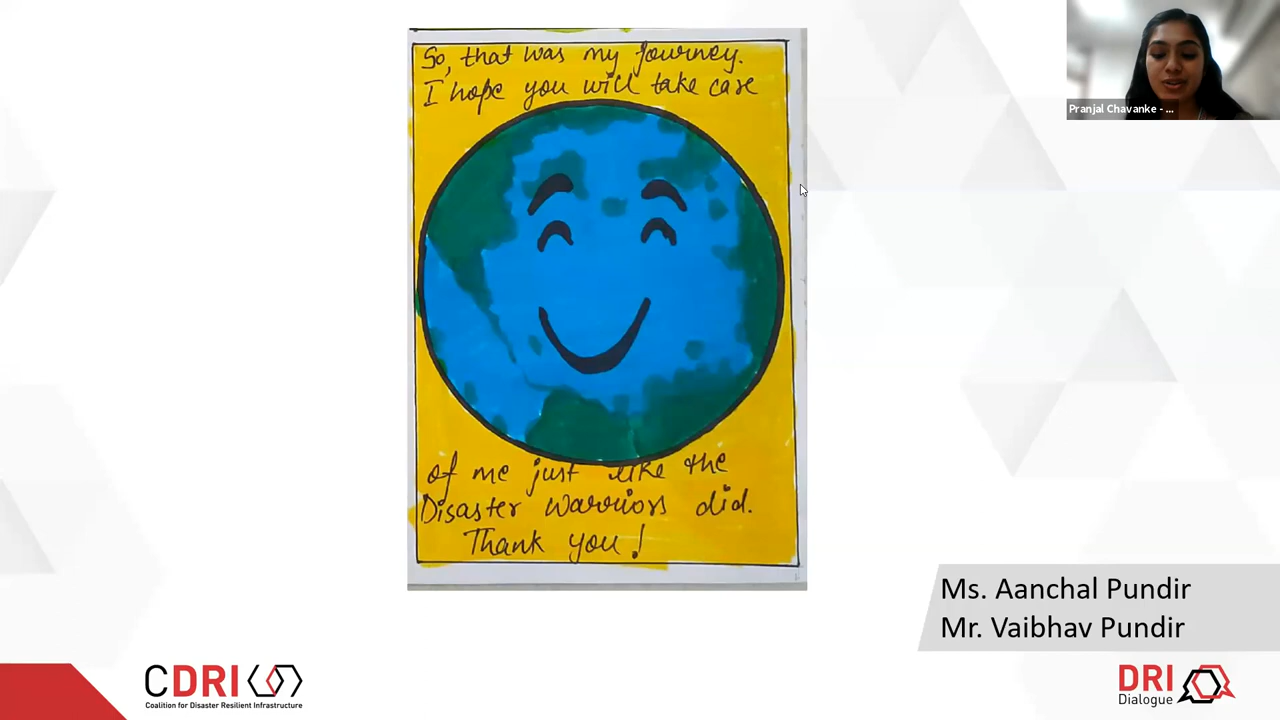 So, that was my journey.
I hope you will take care
of me just like the
Disaster Warriors did.
Thank you!
Pranjal Chavanke - ...
Ms. Aanchal Pundir
Mr. Vaibhav Pundir
CDRI
Coalition for Disaster Resilient Infrastructure
DRI
Dialogue